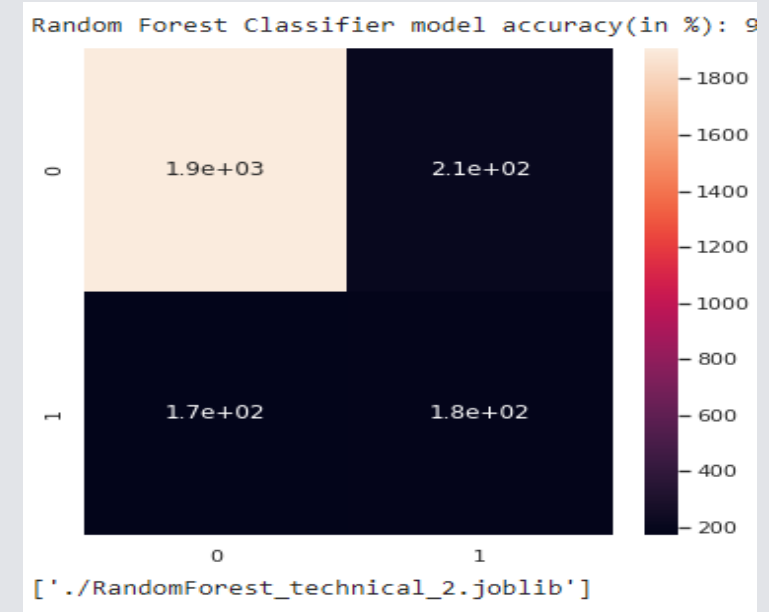 Random Forest Classifier model accuracy(in %): 9
1800
0 1.9e+03 2.1e+02
1600
1400
1200
1000
800
1 1.7e+02 1.8e+02
600
400
200
0 1
['./RandomForest_technical_2.joblib']